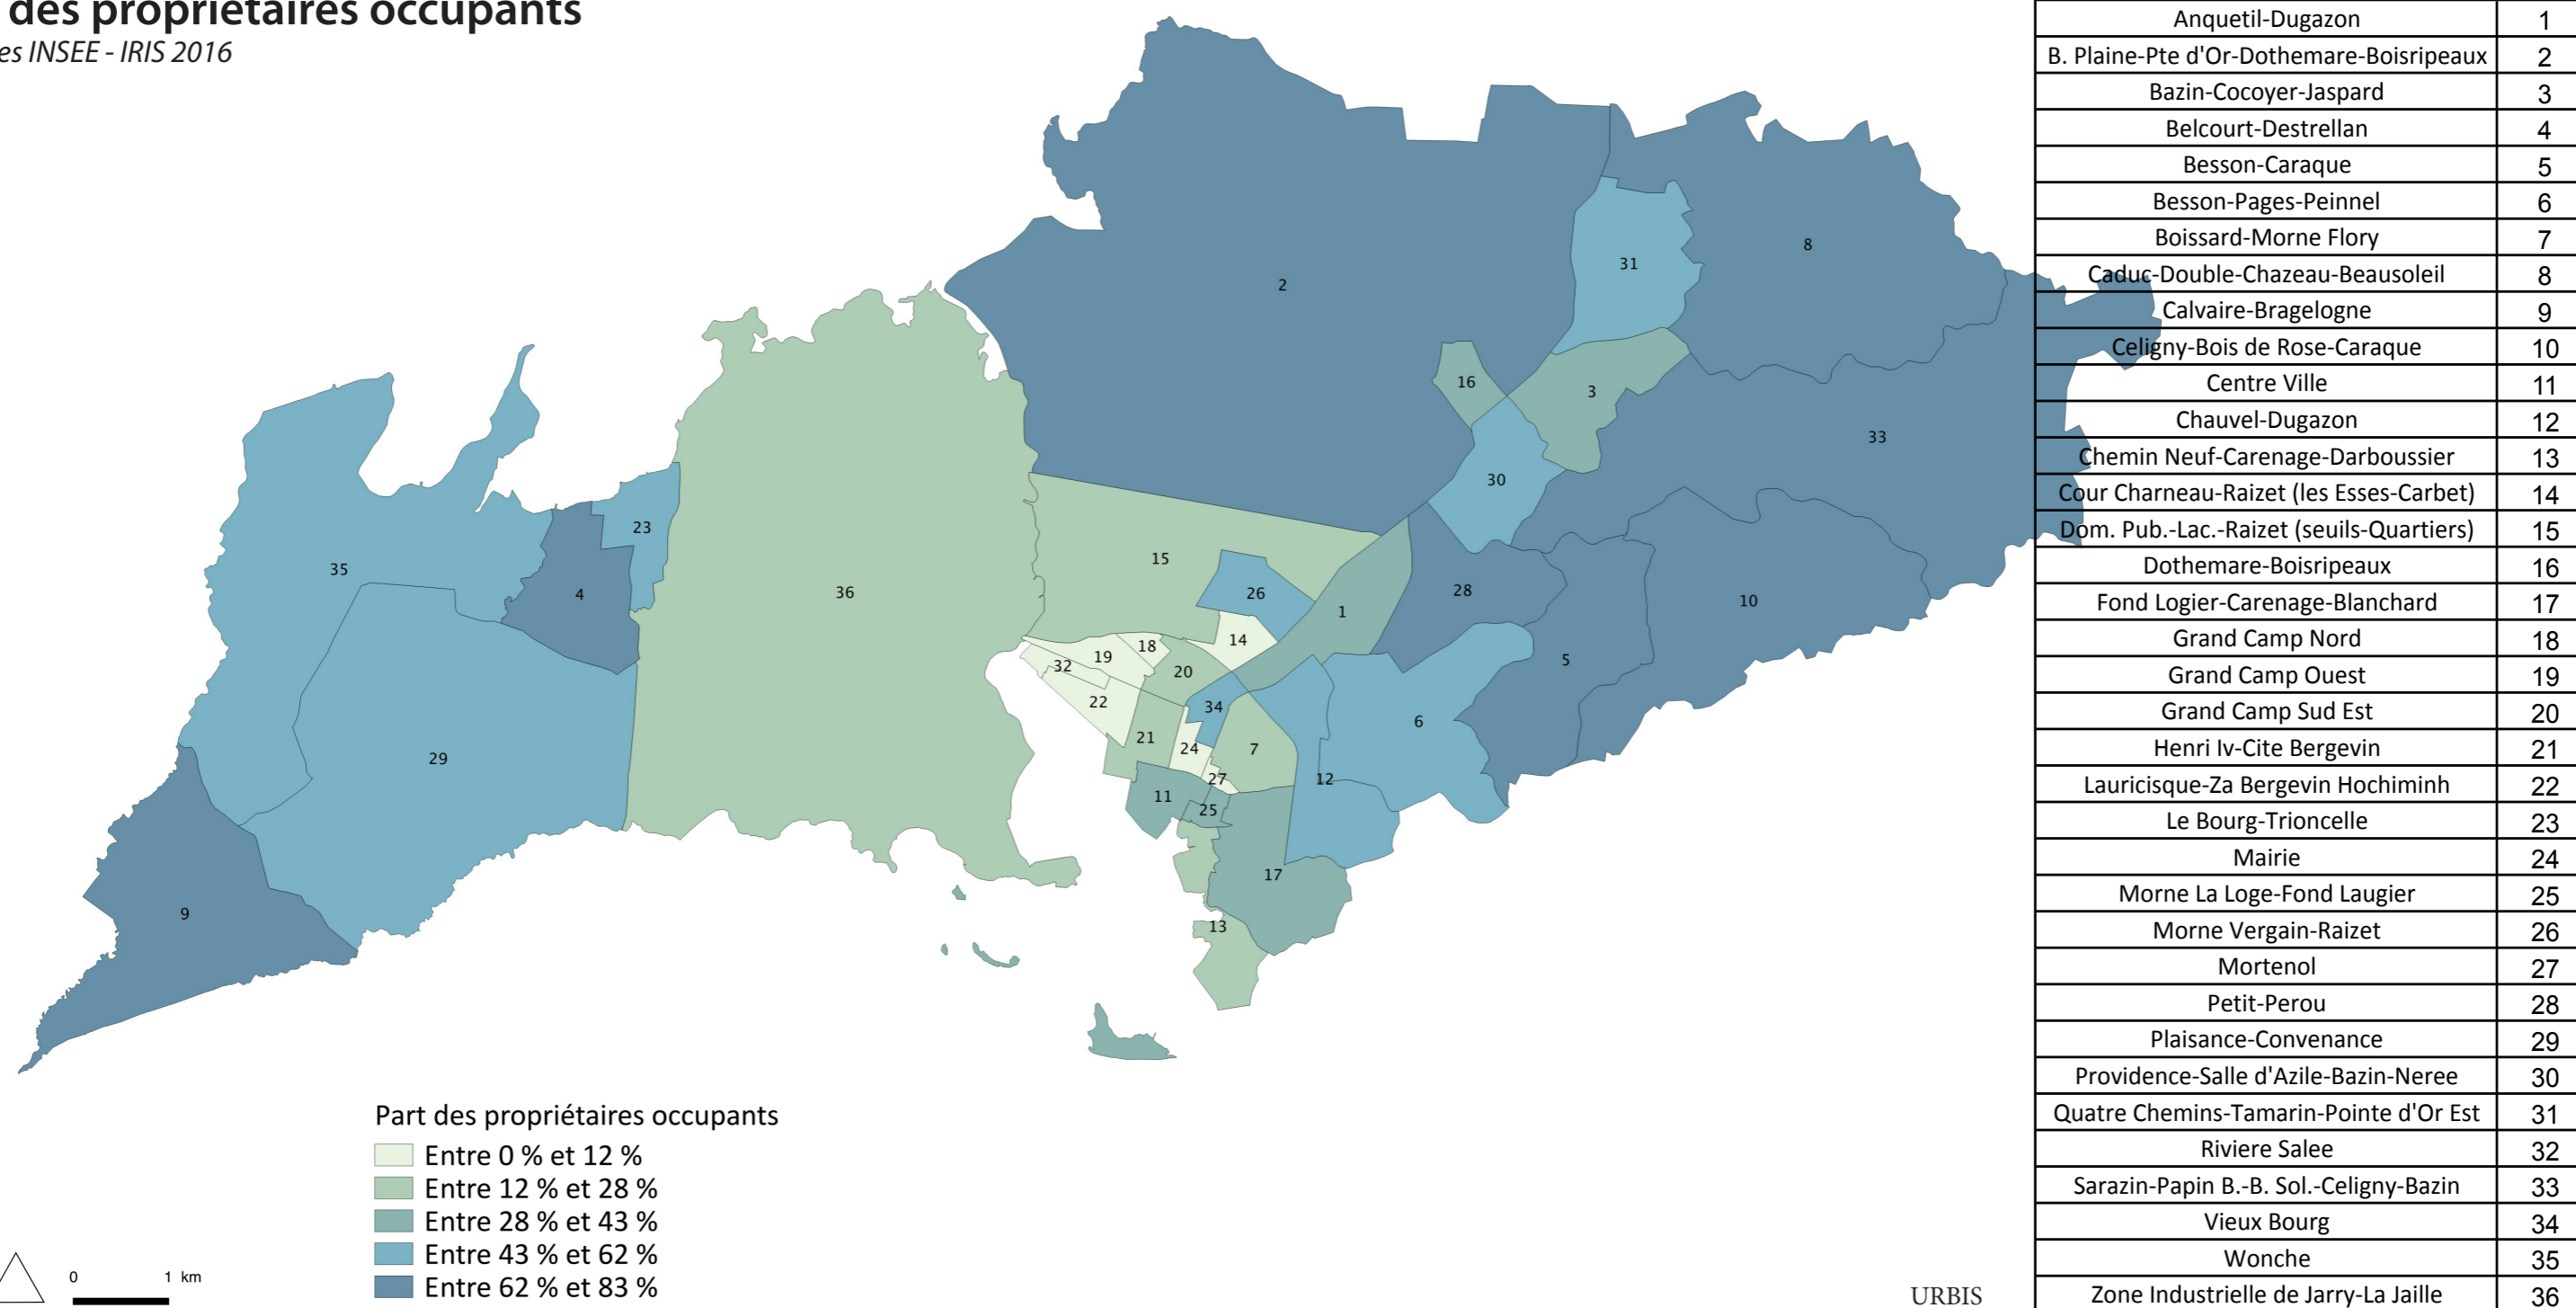 des propriétaires occupants
es INSEE - IRIS 2016
Anquetil-Dugazon 1
B. Plaine-Pte d'Or-Dothemare-Boisripeaux 2
Bazin-Cocoyer-Jaspard 3
Belcourt-Destrellan 4
Besson-Caraque 5
Besson-Pages-Peinnel 6
Boissard-Morne Flory 7
Caduc-Double-Chazeau-Beausoleil 8
Calvaire-Bragelogne 9
Celigny-Bois de Rose-Caraque 10
Centre Ville 11
Chauvel-Dugazon 12
Chemin Neuf-Carenage-Darboussier 13
Cour Charneau-Raizet (les Esses-Carbet) 14
Dom. Pub.-Lac.-Raizet (seuils-Quartiers) 15
Dothemare-Boisripeaux 16
Fond Logier-Carenage-Blanchard 17
Grand Camp Nord 18
Grand Camp Ouest 19
Grand Camp Sud Est 20
Henri Iv-Cite Bergevin 21
Lauricisque-Za Bergevin Hochiminh 22
Le Bourg-Trioncelle 23
Mairie 24
Morne La Loge-Fond Laugier 25
Morne Vergain-Raizet 26
Mortenol 27
Petit-Perou 28
Plaisance-Convenance 29
Providence-Salle d'Azile-Bazin-Neree 30
Quatre Chemins-Tamarin-Pointe d'Or Est 31
Riviere Salee 32
Sarazin-Papin B.-B. Sol.-Celigny-Bazin 33
Vieux Bourg 34
Wonche 35
Zone Industrielle de Jarry-La Jaille 36
8
31
2
16
3
33
30
23
15
35
28
4
36
26
10
1
14
18
19
5
32
20
22
34
6
21
24
7
29
27
12
11
25
17
9
13
Part des propriétaires occupants
Entre 0 % et 12 %
Entre 12 % et 28 %
Entre 28 % et 43 %
Entre 43 % et 62 %
Entre 62 % et 83 %
0 1 km
URBIS